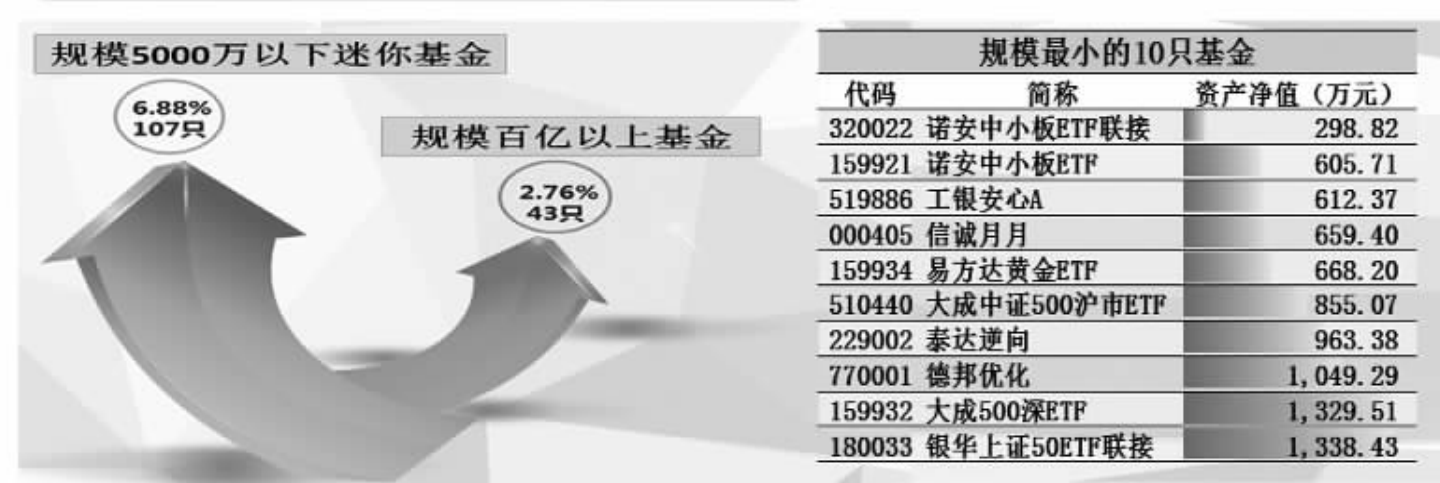 规模5000万以下迷你基金
6.88%
107只
规模百亿以上基金
2.76%
43只
规模最小的10只基金
代码 简称 资产净值（万元）
320022 诺安中小板ETF联接 298.82
159921 诺安中小板ETF 605.71
519886 工银安心A 612.37
000405 信诚月月 659.40
159934 易方达黄金ETF 668.20
510440 大成中证500沪市ETF 855.07
229002 泰达逆向 963.38
770001 德邦优化 1,049.29
159932 大成500深ETF 1,329.51
180033 银华上证50ETF联接 1,338.43